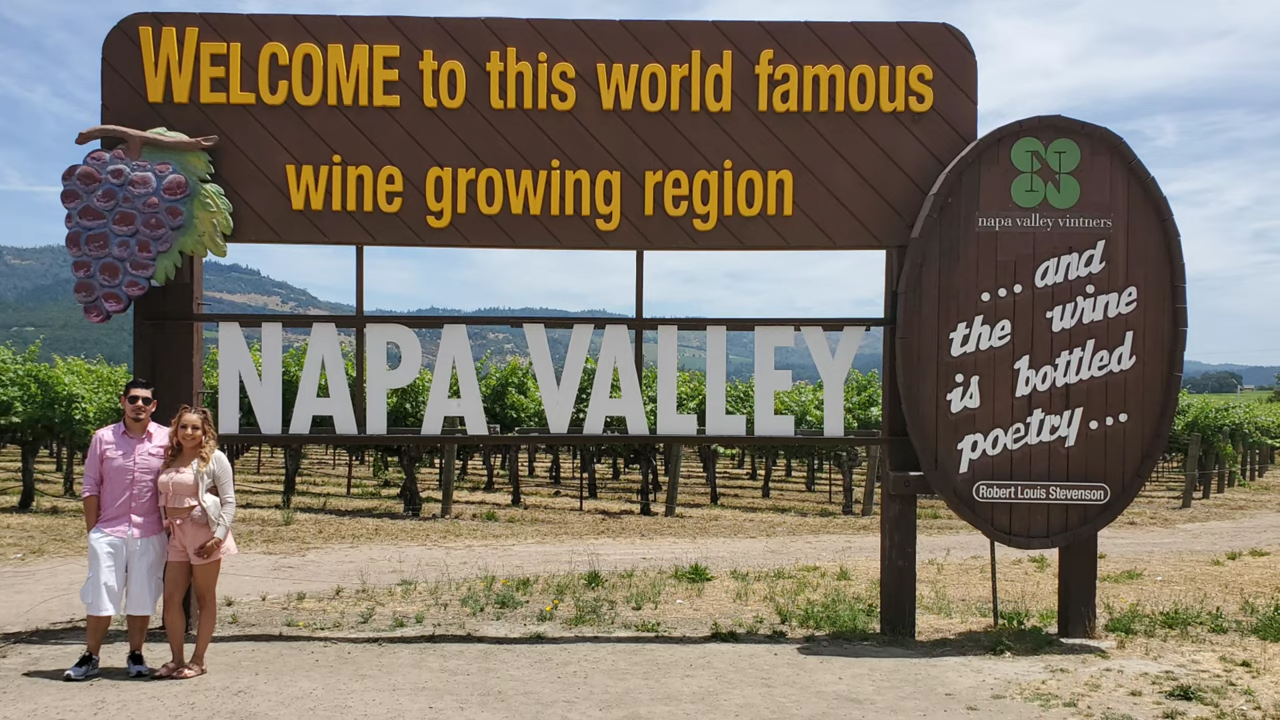 WELCOME to this world famous
wine growing region
NAPA VALLEY
N
napa valley vintners
...and
the wine
is bottled
poetry...
Robert Louis Stevenson